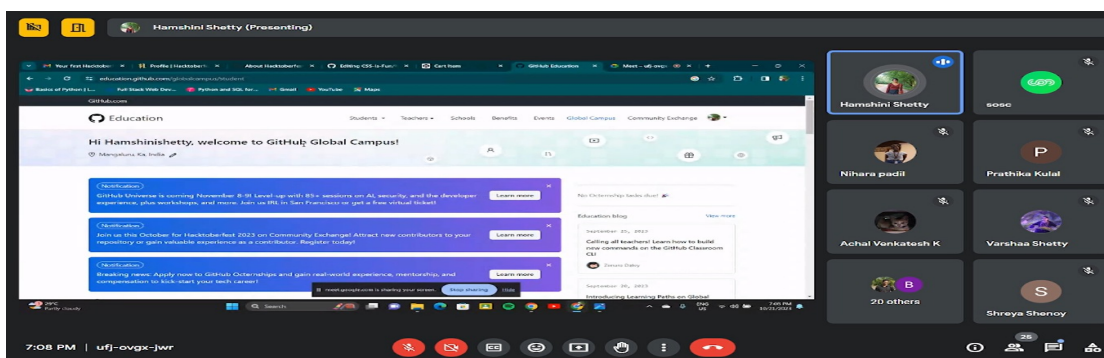 Hamshini Shetty (Presenting)
Your first Hacktober
Profile | Hacktoberf
About Hacktoberfes
Editing CSS-is-Fun/
Cart Item
GitHub Education
Meet - ufj-ovgx
education.github.com/globalcampus/student
Basics of Python | L...
Full Stack Web Dev...
Python and SQL for...
Gmail
YouTube
Maps
GitHub.com
Education
Students
Teachers
Schools
Benefits
Events
Global Campus
Community Exchange
Hi Hamshinishetty, welcome to GitHub Global Campus!
Mangaluru, Ka, India
Notification
GitHub Universe is coming November 8-9! Level-up with 85+ sessions on AI, security, and the developer
experience, plus workshops, and more. Join us IRL in San Francisco or get a free virtual ticket!
Learn more
Notification
Join us this October for Hacktoberfest 2023 on Community Exchange! Attract new contributors to your
repository or gain valuable experience as a contributor. Register today!
Learn more
Notification
Breaking news: Apply now to GitHub Octernships and gain real-world experience, mentorship, and
compensation to kick-start your tech career!
Learn more
No Octernship tasks due!
Education blog
View more
September 25, 2023
Calling all teachers! Learn how to build
new commands on the GitHub Classroom
CLI
September 20, 2023
Introducing Learning Paths on Global
meet.google.com is sharing your screen.
Stop sharing
Hide
29°C
Partly cloudy
Search
ENG
US
7:08 PM
10/21/2023
Hamshini Shetty
sosc
Nihara padil
P
Prathika Kulal
Achal Venkatesh K
Varshaa Shetty
B
20 others
S
Shreya Shenoy
7:08 PM | ufj-ovgx-jwr
26